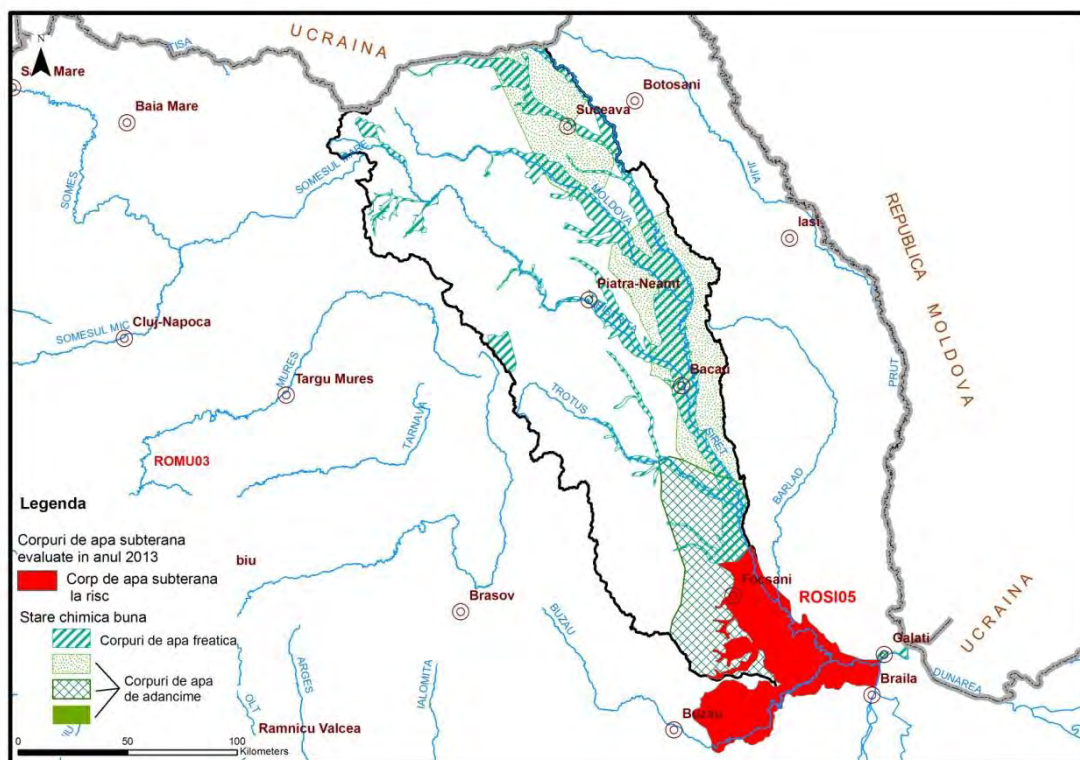 UCRAINA
N
TISA
Mare
Baia Mare
Botosani
Suceava
SOMES
SOMESUL MARE
MOLDOVA
JIJIA
Iasi
REPUBLICA MOLDOVA
Piatra-Neamt
BISTRITA
Cluj-Napoca
SOMESUL MIC
MURES
Targu Mures
TARNAVA
Bacau
TROTUS
SIRET
PRUT
BARLAD
ROMU03
Legenda
Corpuri de apa subterana
evaluate in anul 2013
Corp de apa subterana
la risc
Stare chimica buna
Corpuri de apa freatica
Corpuri de apa
de adancime
biu
Brasov
Focsani
ROSI05
UCRAINA
Galati
Braila
DUNAREA
BUZAU
Buzau
OLT
ARGES
IALOMITA
Ramnicu Valcea
0 50 100
Kilometers